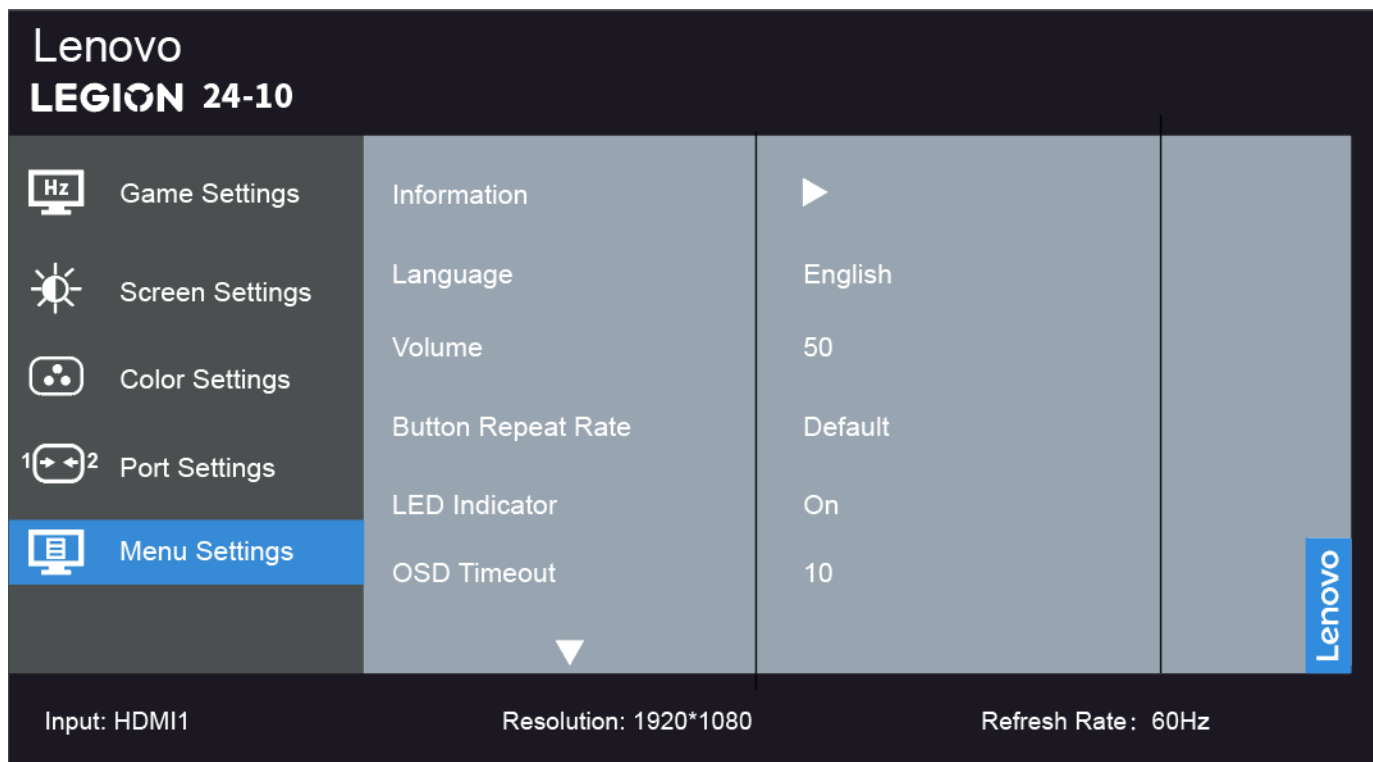 Lenovo
LEGION 24-10
Hz Game Settings
Screen Settings
Color Settings
1 2 Port Settings
Menu Settings
Information
Language English
Volume 50
Button Repeat Rate Default
LED Indicator On
OSD Timeout 10
Lenovo
Input: HDMI1 Resolution: 1920*1080 Refresh Rate: 60Hz